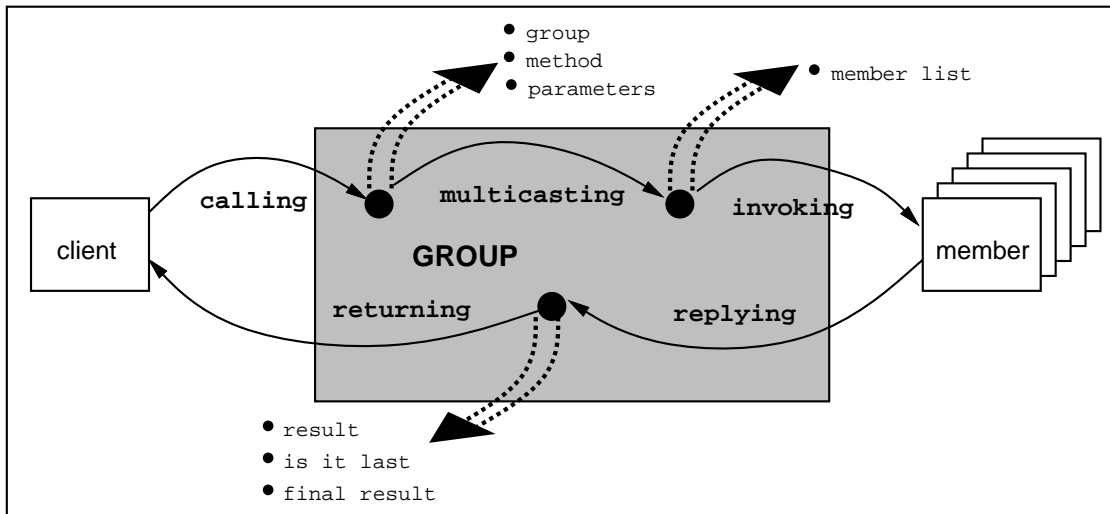 group
method
parameters
member list
calling
multicasting
invoking
client
GROUP
member
returning
replying
result
is it last
final result